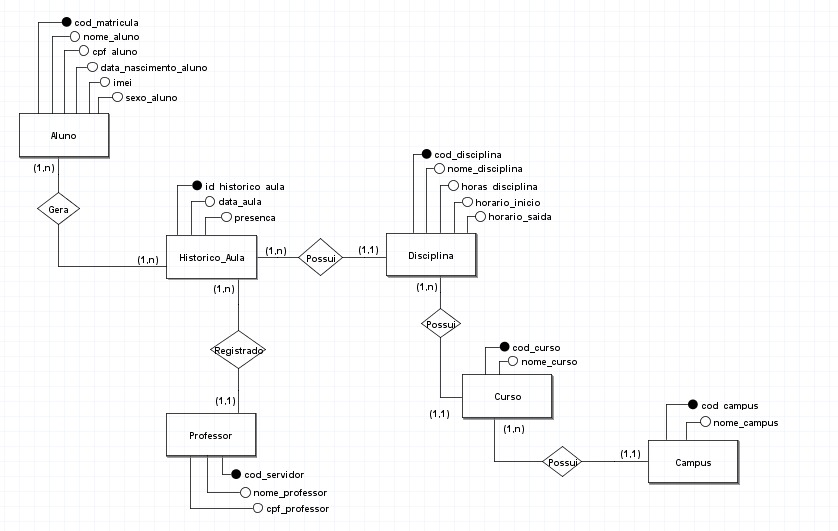 cod_matricula
nome_aluno
cpf_aluno
data_nascimento_aluno
imei
sexo_aluno
Aluno
(1,n)
Gera
(1,n)
id_historico_aula
data_aula
presenca
Historico_Aula
(1,n)
Possui
(1,1)
cod_disciplina
nome_disciplina
horas_disciplina
horario_inicio
horario_saida
Disciplina
(1,n)
Registrado
(1,1)
Professor
cod_servidor
nome_professor
cpf_professor
(1,n)
Possui
(1,1)
cod_curso
nome_curso
Curso
(1,n)
Possui
(1,1)
cod_campus
nome_campus
Campus